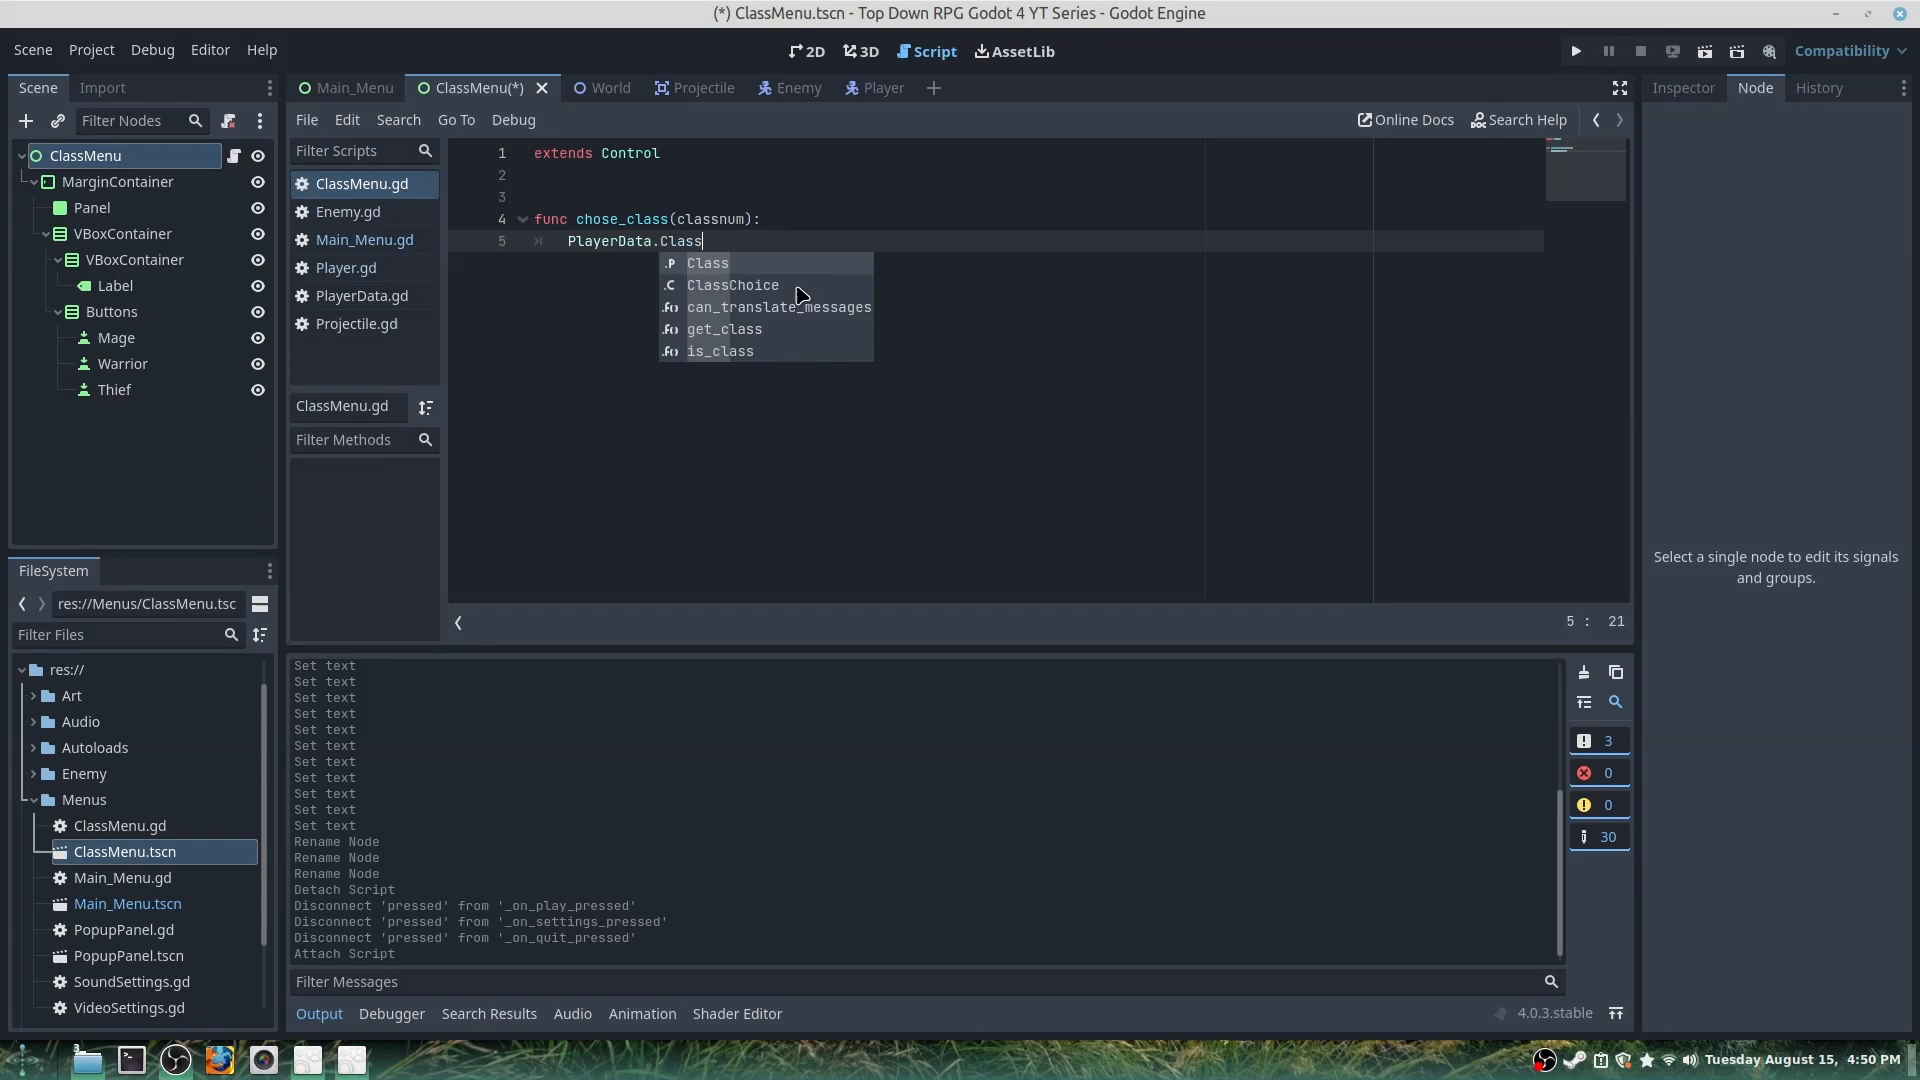 (*) ClassMenu.tscn - Top Down RPG Godot 4 YT Series - Godot Engine
Scene Project Debug Editor Help
2D 3D Script AssetLib
Compatibility
Scene Import
Main_Menu ClassMenu(*) World Projectile Enemy Player
Inspector Node History
Filter Nodes
File Edit Search Go To Debug
Online Docs Search Help
ClassMenu
MarginContainer
Panel
VBoxContainer
VBoxContainer
Label
Buttons
Mage
Warrior
Thief
Filter Scripts
ClassMenu.gd
Enemy.gd
Main_Menu.gd
Player.gd
PlayerData.gd
Projectile.gd
ClassMenu.gd
Filter Methods
1 extends Control
2
3
4 func chose_class(classnum):
5 PlayerData.Class
.P Class
.C ClassChoice
can_translate_messages
get_class
is_class
5 : 21
Select a single node to edit its signals
and groups.
FileSystem
res://Menus/ClassMenu.tsc
Filter Files
res://
Art
Audio
Autoloads
Enemy
Menus
ClassMenu.gd
ClassMenu.tscn
Main_Menu.gd
Main_Menu.tscn
PopupPanel.gd
PopupPanel.tscn
SoundSettings.gd
VideoSettings.gd
Set text
Set text
Set text
Set text
Set text
Set text
Set text
Set text
Set text
Set text
Set text
Rename Node
Rename Node
Rename Node
Detach Script
Disconnect 'pressed' from '_on_play_pressed'
Disconnect 'pressed' from '_on_settings_pressed'
Disconnect 'pressed' from '_on_quit_pressed'
Attach Script
3
0
0
30
Filter Messages
Output Debugger Search Results Audio Animation Shader Editor
4.0.3.stable
3
Tuesday August 15, 4:50 PM